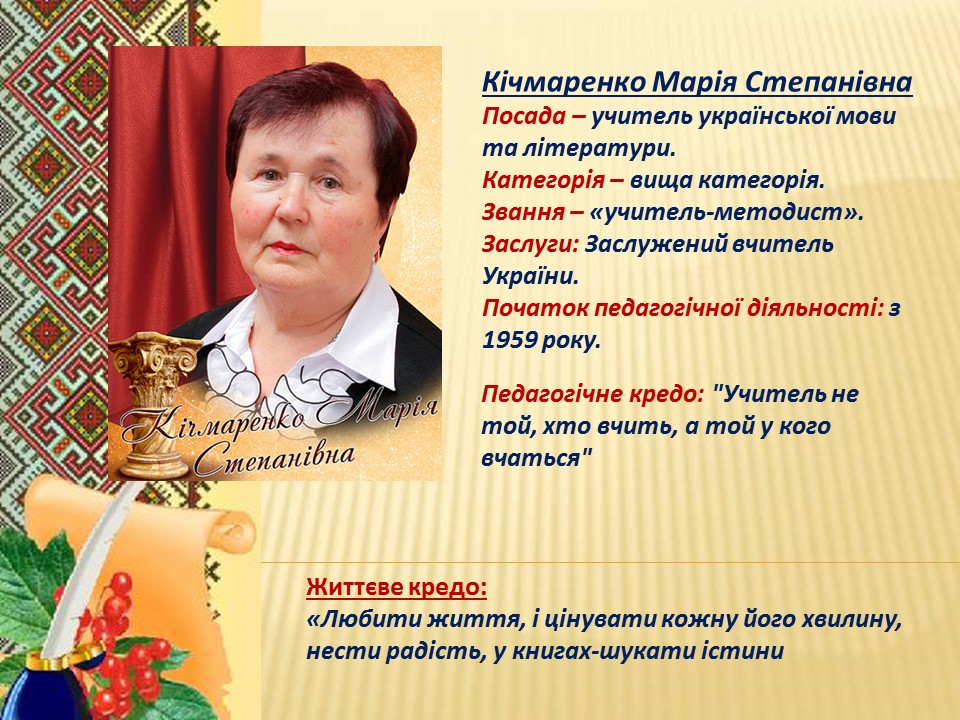 Кічмаренко Марія Степанівна
Посада – учитель української мови
та літератури.
Категорія – вища категорія.
Звання – «учитель-методист».
Заслуги: Заслужений вчитель
України.
Початок педагогічної діяльності: з
1959 року.
Педагогічне кредо: "Учитель не
той, хто вчить, а той у кого
вчаться"
Кічмаренко Марія
Степанівна
Життєве кредо:
«Любити життя, і цінувати кожну його хвилину,
нести радість, у книгах-шукати істини